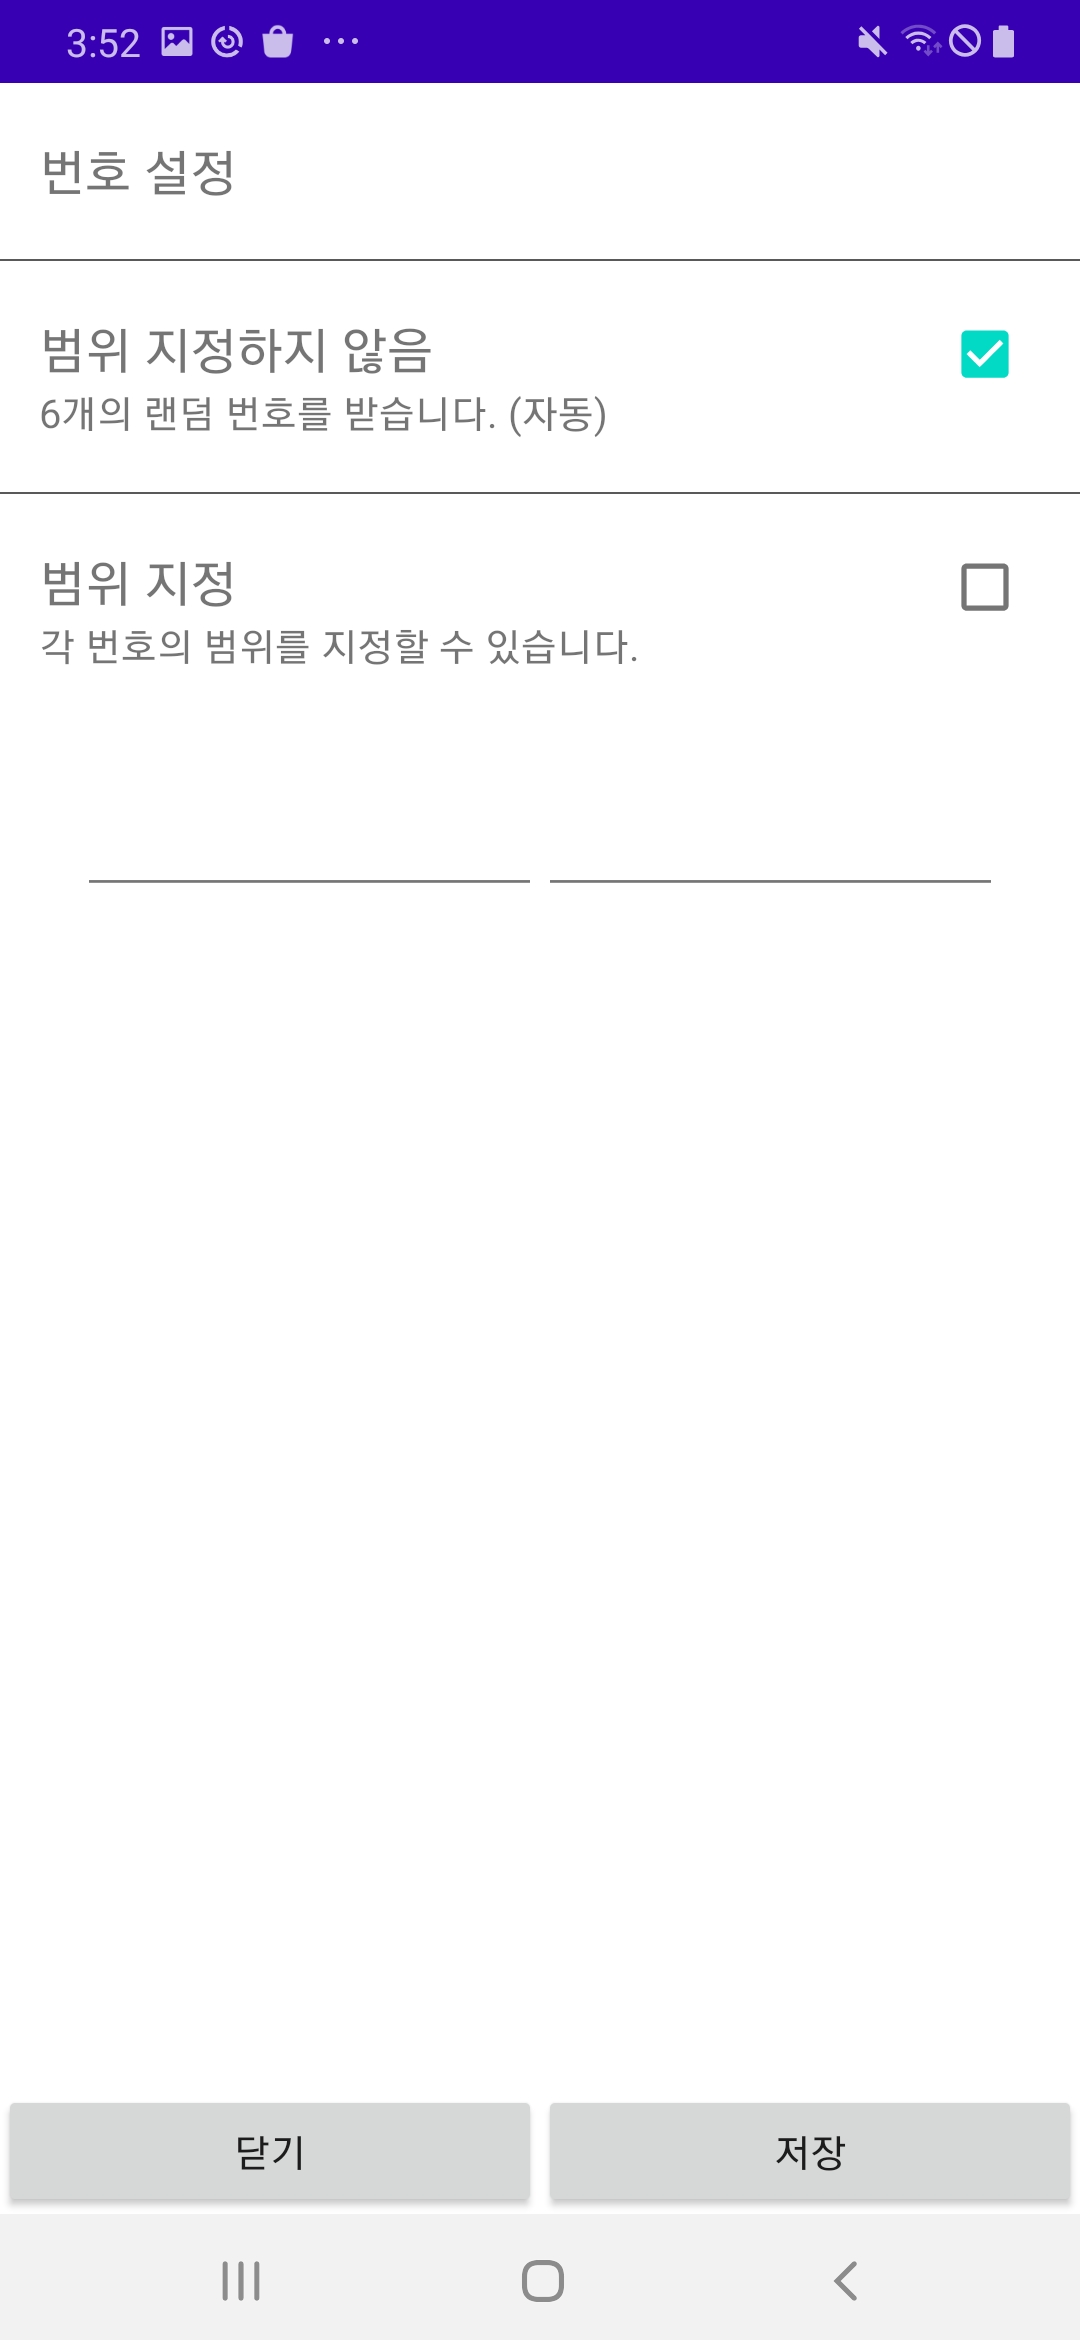 3:52
번호 설정
범위 지정하지 않음
6개의 랜덤 번호를 받습니다. (자동)
범위 지정
각 번호의 범위를 지정할 수 있습니다.
닫기
저장